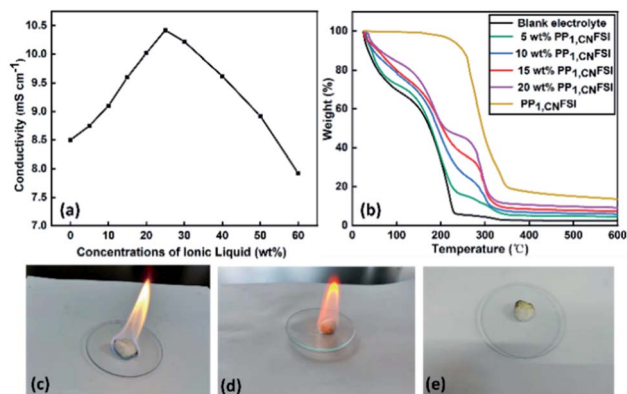 Conductivity (mS cm⁻¹)
10.5
10.0
9.5
9.0
8.5
8.0
7.5
7.0
(a)
0 10 20 30 40 50 60
Concentrations of Ionic Liquid (wt%)
Weight (%)
100
80
60
40
20
0
Blank electrolyte
5 wt% PP₁,CNFSI
10 wt% PP₁,CNFSI
15 wt% PP₁,CNFSI
20 wt% PP₁,CNFSI
PP₁,CNFSI
(b)
0 100 200 300 400 500 600
Temperature (℃)
(c)
(d)
(e)